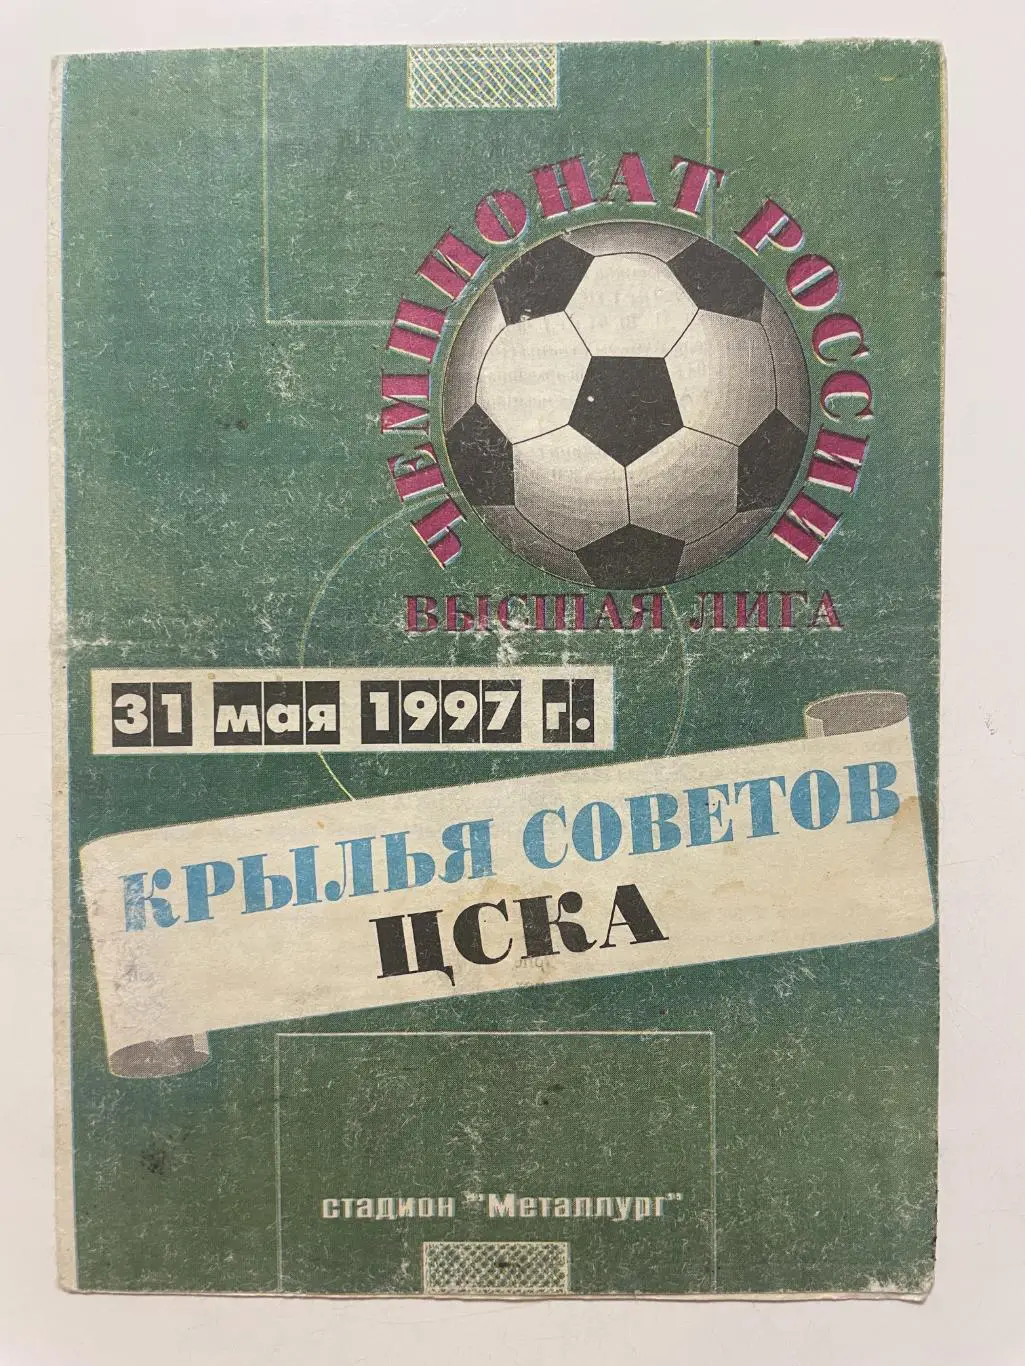 ЧЕМПИОНАТ РОССИИ
ВЫСШАЯ ЛИГА
31 мая 1997 г.
КРЫЛЬЯ СОВЕТОВ
ЦСКА
стадион "Металлург"